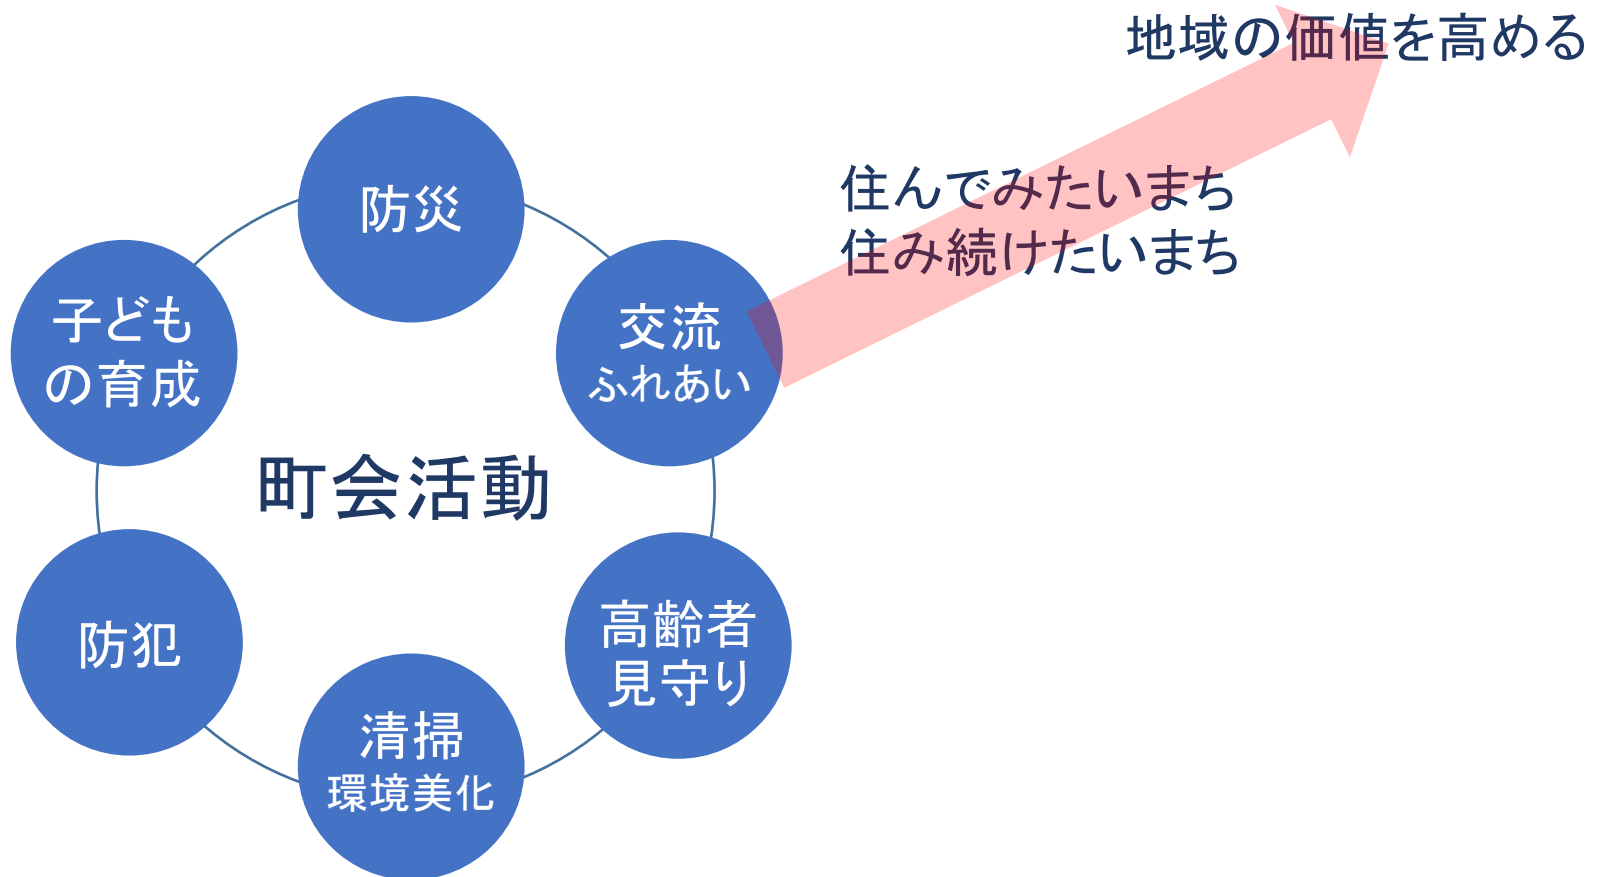 地域の価値を高める
住んでみたいまち
住み続けたいまち
防災
交流
ふれあい
子ども
の育成
町会活動
高齢者
見守り
防犯
清掃
環境美化